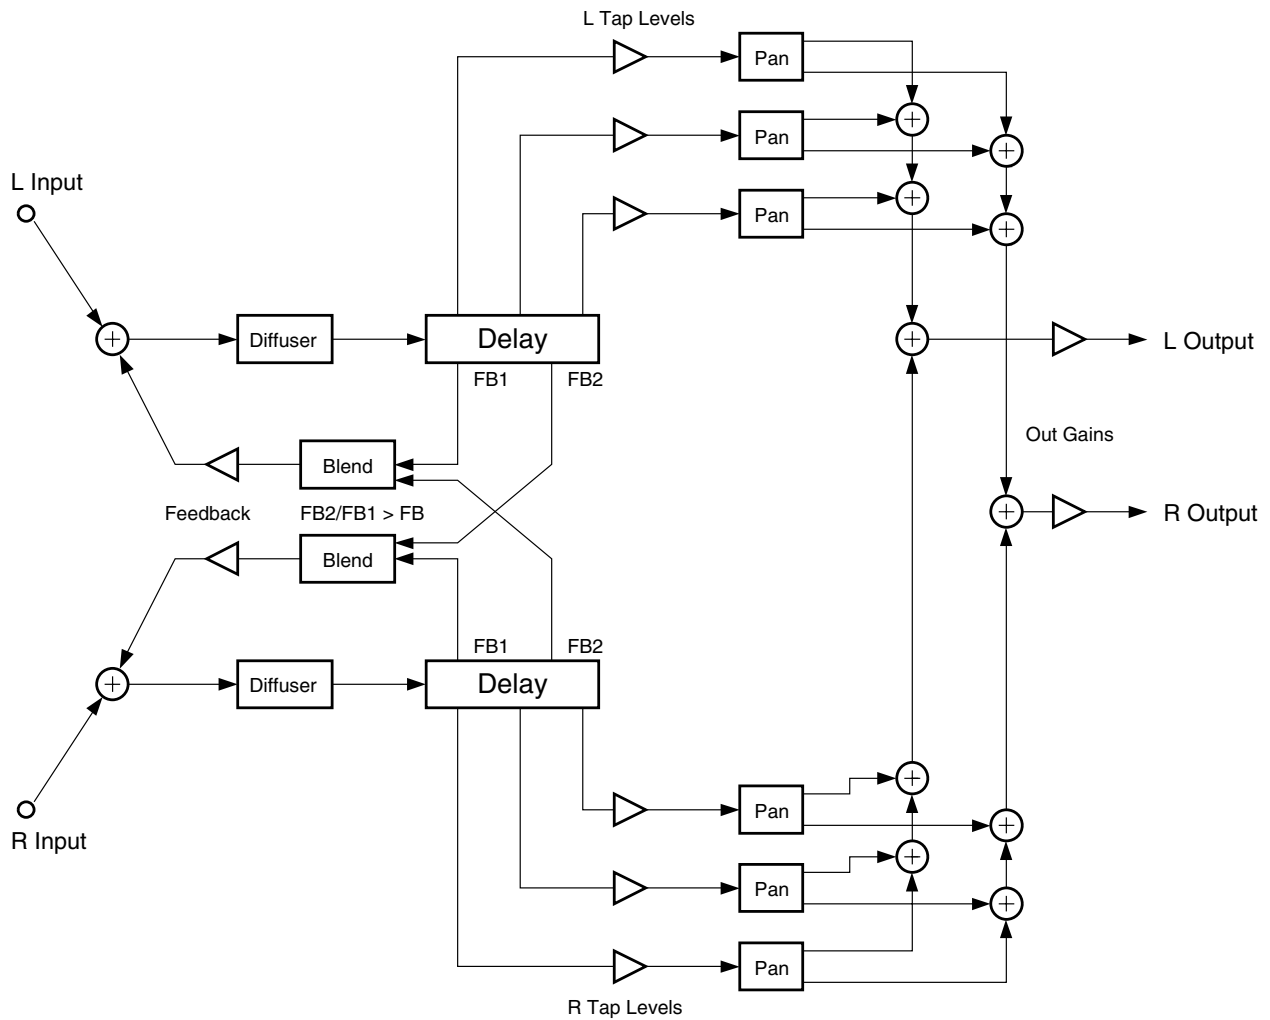 L Tap Levels
Pan
Pan
L Input
Pan
Diffuser
Delay
L Output
FB1
FB2
Out Gains
Blend
Feedback
FB2/FB1 > FB
R Output
Blend
FB1
FB2
Diffuser
Delay
Pan
R Input
Pan
Pan
R Tap Levels